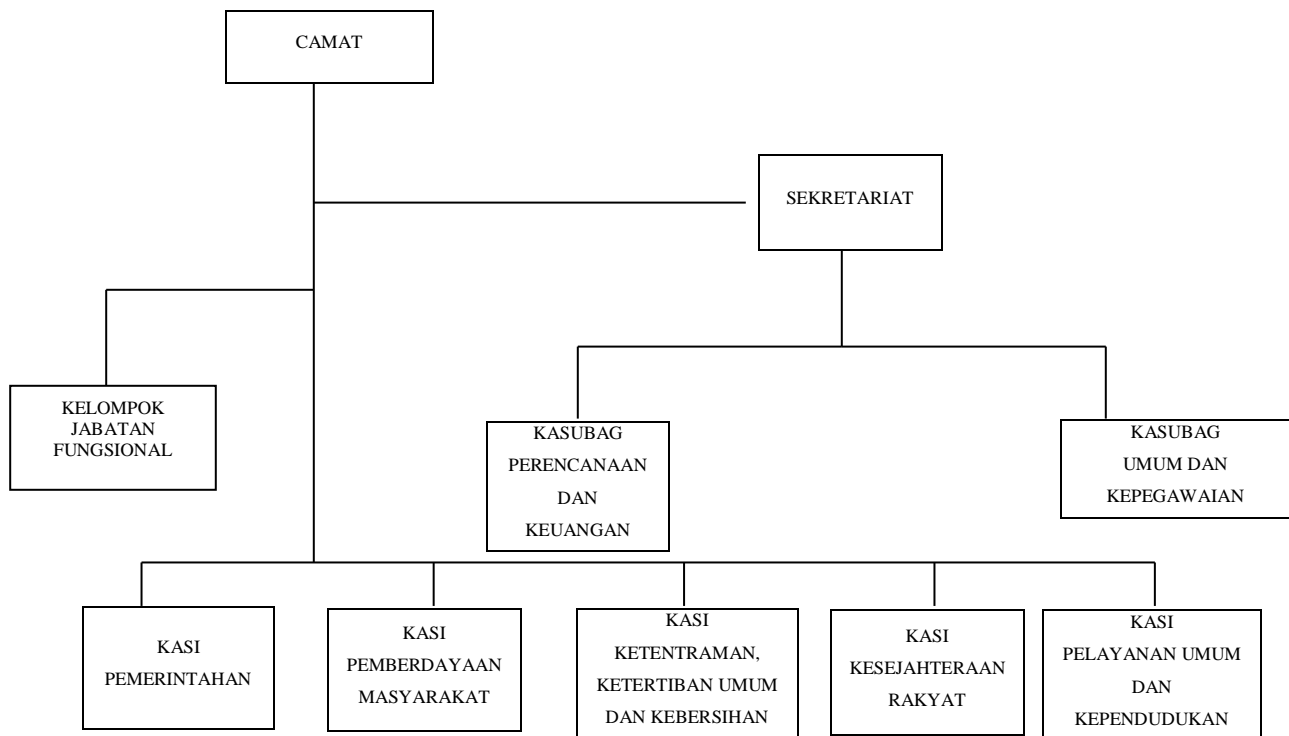 CAMAT
SEKRETARIAT
KELOMPOK
JABATAN
FUNGSIONAL
KASUBAG
PERENCANAAN
DAN
KEUANGAN
KASUBAG
UMUM DAN
KEPEGAWAIAN
KASI
PEMERINTAHAN
KASI
PEMBERDAYAAN
MASYARAKAT
KASI
KETENTRAMAN,
KETERTIBAN UMUM
DAN KEBERSIHAN
KASI
KESEJAHTERAAN
RAKYAT
KASI
PELAYANAN UMUM
DAN
KEPENDUDUKAN